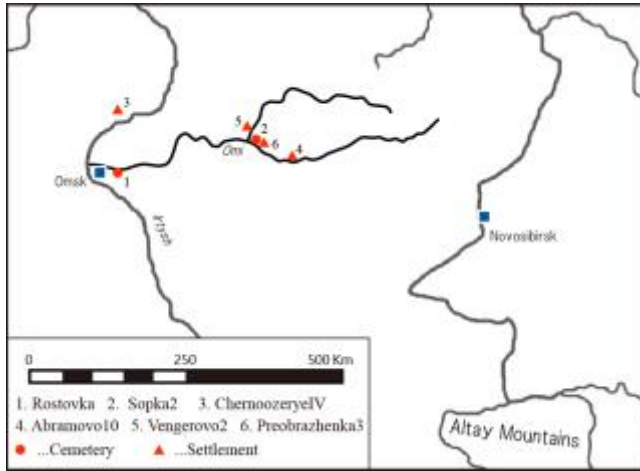 3
5
2
6
4
Omi
Omsk
1
Irtysh
Novosibirsk
0 250 500 Km
1. Rostovka 2. Sopka2 3. ChernoozeryeIV
4. Abramovo10 5. Vengerovo2 6. Preobrazhenka3
...Cemetery ...Settlement
Altay Mountains